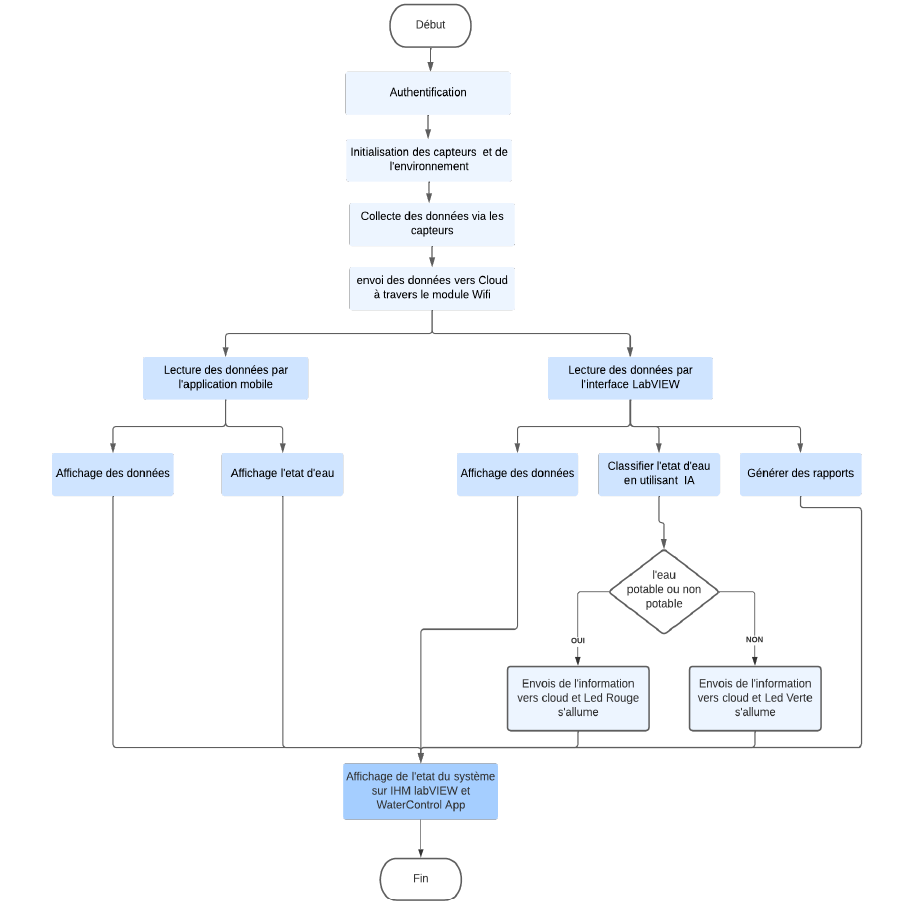 Début
Authentification
Initialisation des capteurs et de
l'environnement
Collecte des données via les
capteurs
envoi des données vers Cloud
à travers le module Wifi
Lecture des données par
l'application mobile
Lecture des données par
l'interface LabVIEW
Affichage des données
Affichage l'etat d'eau
Affichage des données
Classifier l'etat d'eau
en utilisant IA
Générer des rapports
l'eau
potable ou non
potable
OUI
NON
Envois de l'information
vers cloud et Led Rouge
s'allume
Envois de l'information
vers cloud et Led Verte
s'allume
Affichage de l'etat du système
sur IHM labVIEW et
WaterControl App
Fin